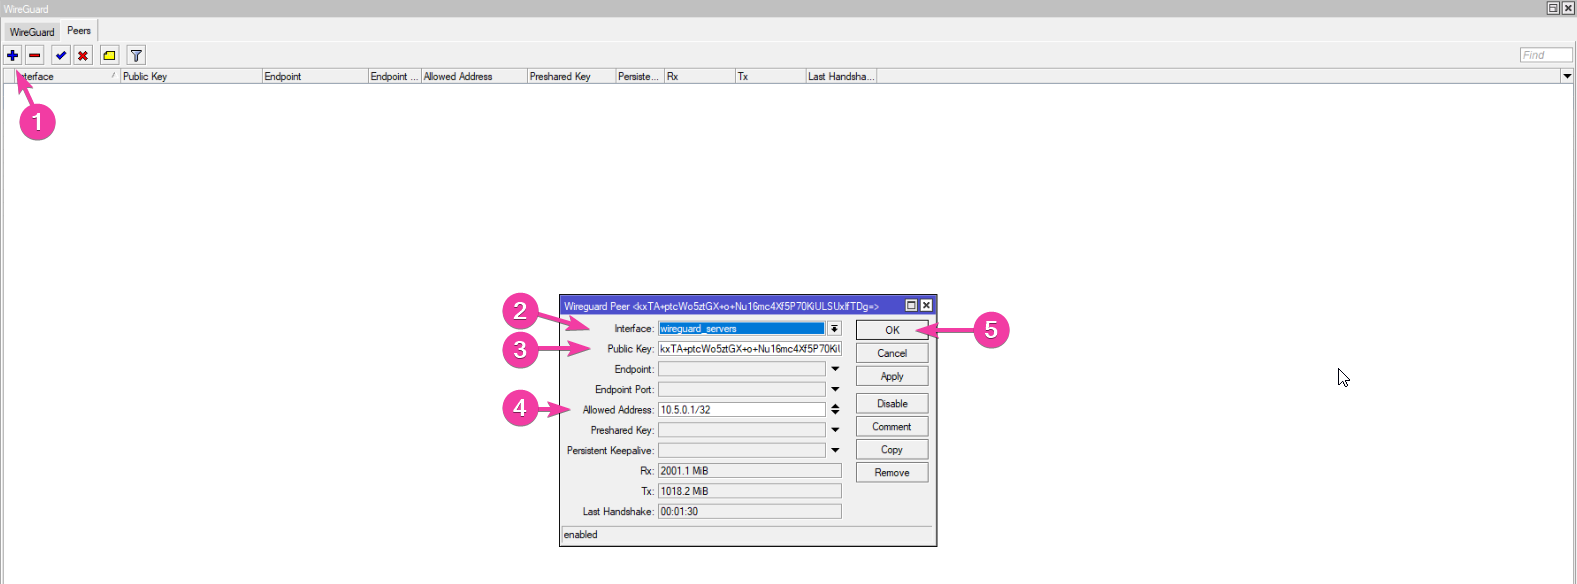 WireGuard
WireGuard Peers
Find
Interface Public Key Endpoint Endpoint ... Allowed Address Preshared Key Persiste... Rx Tx Last Handsha...
1
Wireguard Peer <kxTA+ptcWo5ztGX+o+Nu16mc4Xf5P70KiULSUxlfTDg=>
2
Interface: wireguard_servers
OK
5
3
Public Key: kxTA+ptcWo5ztGX+o+Nu16mc4Xf5P70KiU
Cancel
Endpoint:
Apply
Endpoint Port:
4
Allowed Address: 10.5.0.1/32
Disable
Preshared Key:
Comment
Persistent Keepalive:
Copy
Rx: 2001.1 MiB
Remove
Tx: 1018.2 MiB
Last Handshake: 00:01:30
enabled